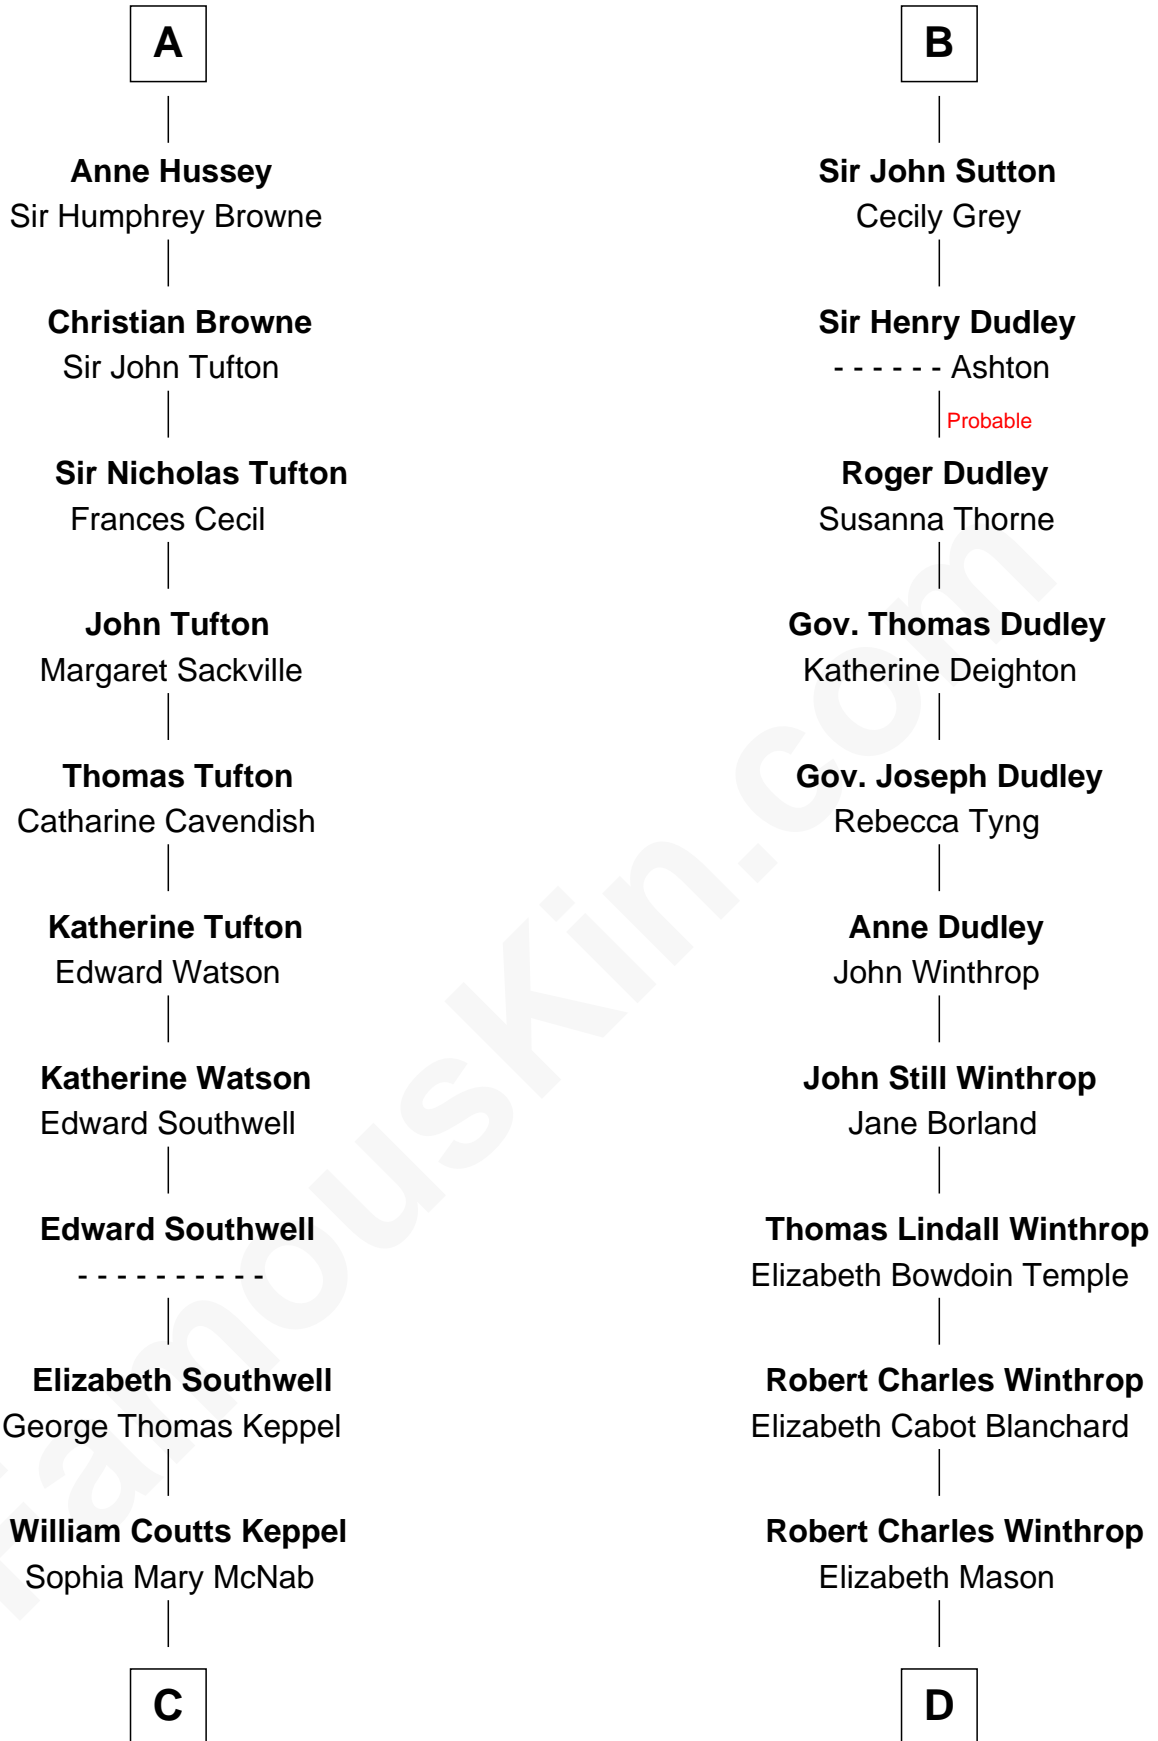 A
Anne Hussey
Sir Humphrey Browne
Christian Browne
Sir John Tufton
Sir Nicholas Tufton
Frances Cecil
John Tufton
Margaret Sackville
Thomas Tufton
Catharine Cavendish
Katherine Tufton
Edward Watson
Katherine Watson
Edward Southwell
Edward Southwell
- - - - - - - - - -
Elizabeth Southwell
George Thomas Keppel
William Coutts Keppel
Sophia Mary McNab
C
B
Sir John Sutton
Cecily Grey
Sir Henry Dudley
- - - - - - Ashton
Probable
Roger Dudley
Susanna Thorne
Gov. Thomas Dudley
Katherine Deighton
Gov. Joseph Dudley
Rebecca Tyng
Anne Dudley
John Winthrop
John Still Winthrop
Jane Borland
Thomas Lindall Winthrop
Elizabeth Bowdoin Temple
Robert Charles Winthrop
Elizabeth Cabot Blanchard
Robert Charles Winthrop
Elizabeth Mason
D
FamousKin.com